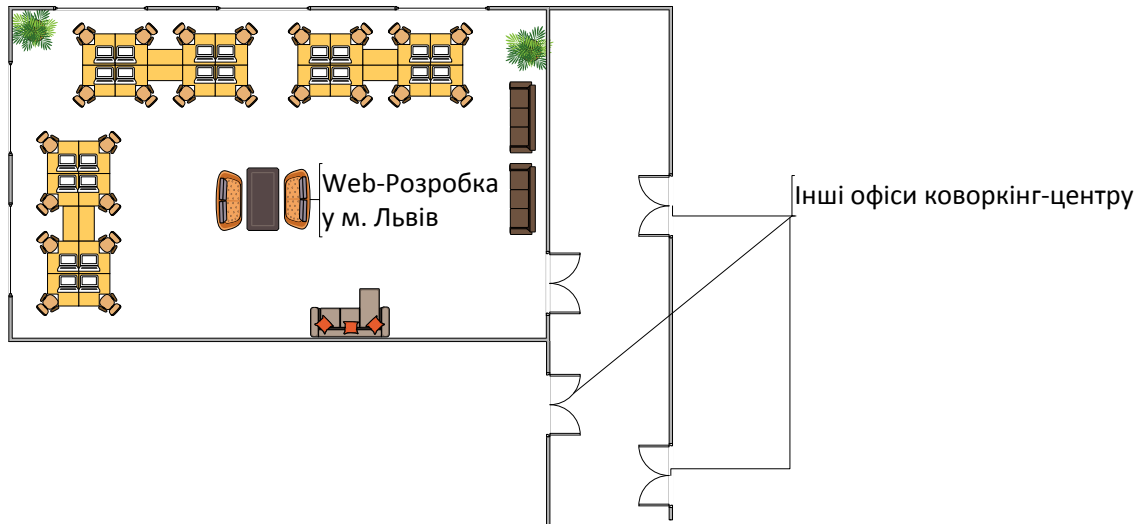 Web-Розробка
у м. Львів
Інші офіси коворкінг-центру